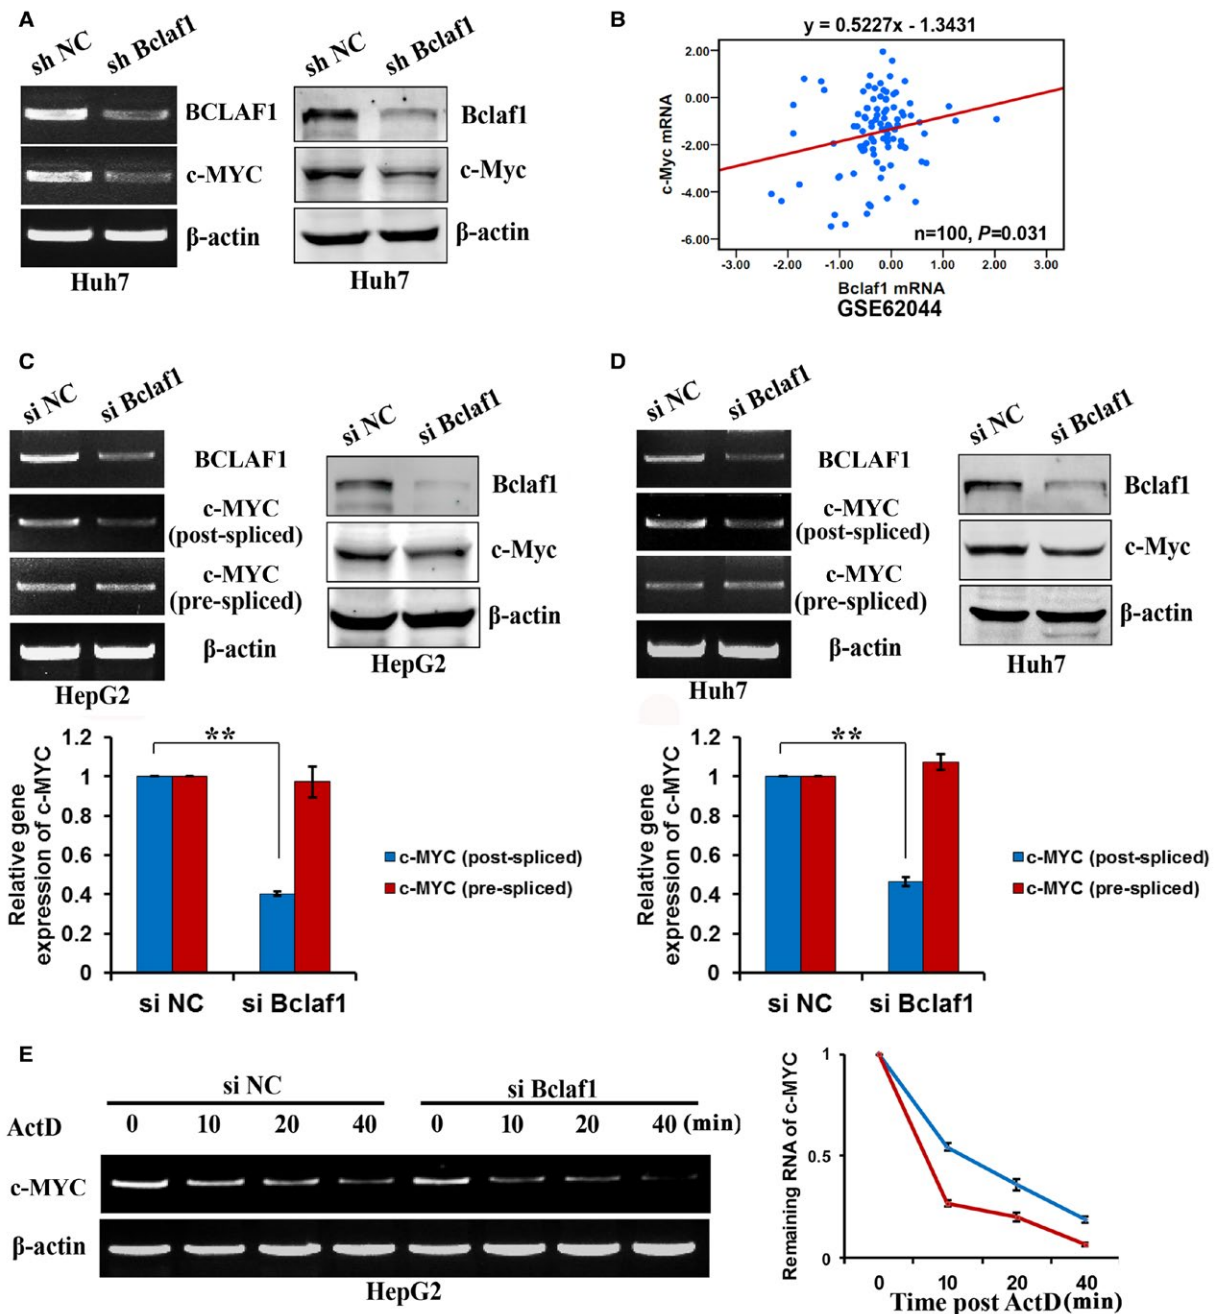 A
sh NC sh Bclaf1
BCLAF1
c-MYC
β-actin
Huh7
sh NC sh Bclaf1
Bclaf1
c-Myc
β-actin
Huh7
B
y = 0.5227x - 1.3431
c-Myc mRNA
2.00
0.00
-2.00
-4.00
-6.00
n=100, P=0.031
-3.00 -2.00 -1.00 0.00 1.00 2.00 3.00
Bclaf1 mRNA
GSE62044
C
si NC si Bclaf1
BCLAF1
c-MYC
(post-spliced)
c-MYC
(pre-spliced)
β-actin
HepG2
si NC si Bclaf1
Bclaf1
c-Myc
β-actin
HepG2
Relative gene
expression of c-MYC
1.2
1
0.8
0.6
0.4
0.2
0
**
si NC si Bclaf1
c-MYC (post-spliced)
c-MYC (pre-spliced)
D
si NC si Bclaf1
BCLAF1
c-MYC
(post-spliced)
c-MYC
(pre-spliced)
β-actin
Huh7
si NC si Bclaf1
Bclaf1
c-Myc
β-actin
Huh7
Relative gene
expression of c-MYC
1.2
1
0.8
0.6
0.4
0.2
0
**
si NC si Bclaf1
c-MYC (post-spliced)
c-MYC (pre-spliced)
E
si NC si Bclaf1
ActD 0 10 20 40 0 10 20 40 (min)
c-MYC
β-actin
HepG2
Remaining RNA of c-MYC
1
0.5
0
0 10 20 40
Time post ActD (min)